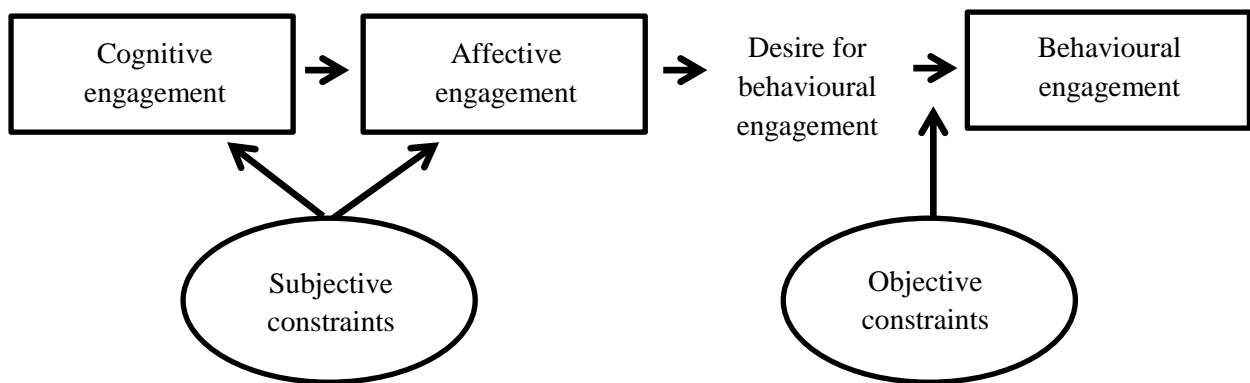 Cognitive
engagement
Affective
engagement
Desire for
behavioural
engagement
Behavioural
engagement
Subjective
constraints
Objective
constraints